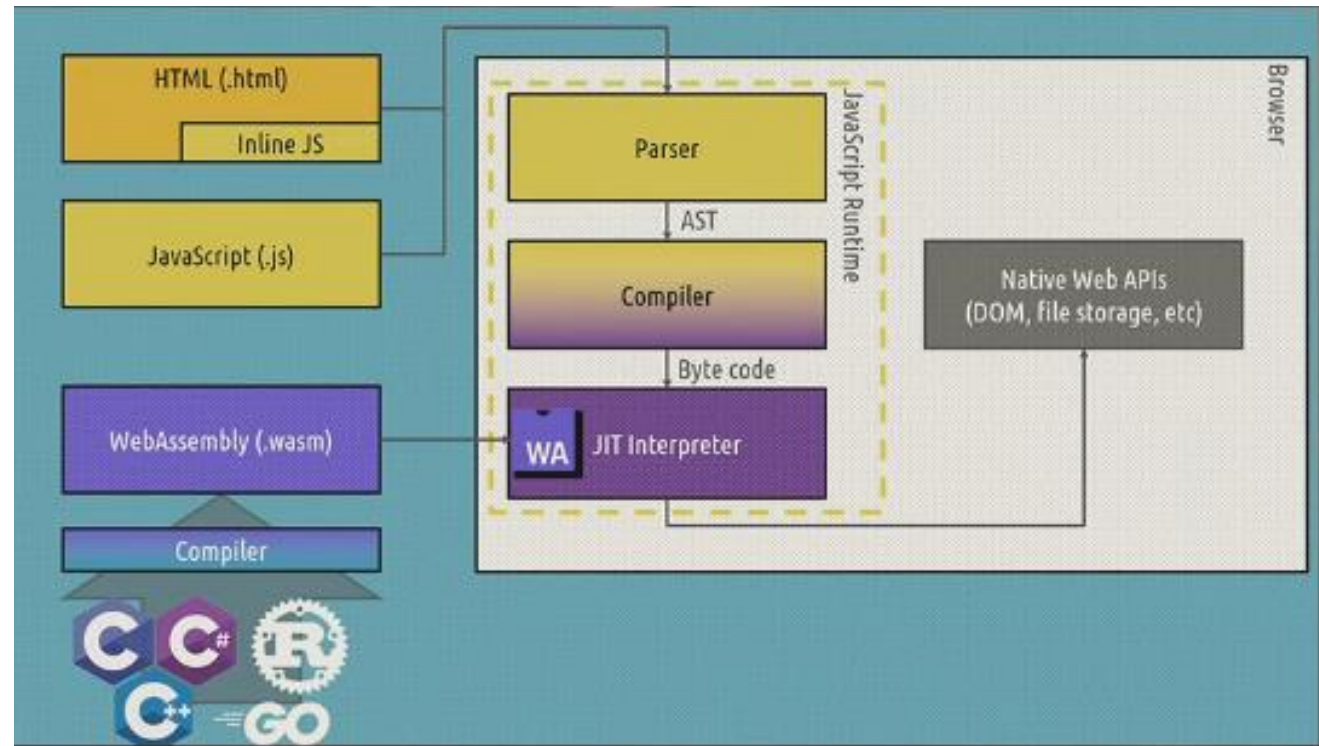 HTML (.html)
Inline JS
JavaScript (.js)
WebAssembly (.wasm)
Compiler
C
C#
R
C++
GO
Browser
JavaScript Runtime
Parser
AST
Compiler
Byte code
WA
JIT Interpreter
Native Web APIs
(DOM, file storage, etc)